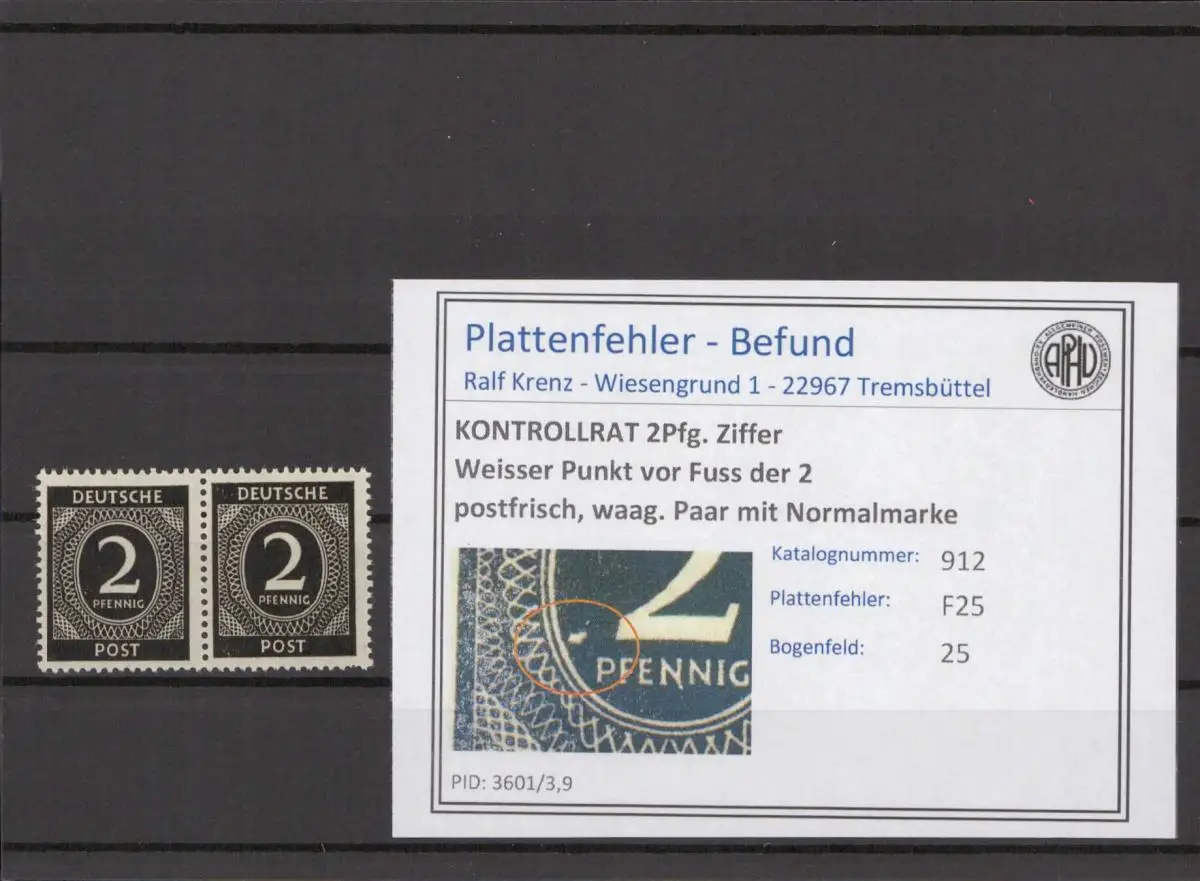 DEUTSCHE
2
PFENNIG
POST
DEUTSCHE
2
PFENNIG
POST
Plattenfehler - Befund
Ralf Krenz - Wiesengrund 1 - 22967 Tremsbüttel
APHV
KONTROLLRAT 2Pfg. Ziffer
Weisser Punkt vor Fuss der 2
postfrisch, waag. Paar mit Normalmarke
2
PFENNIG
Katalognummer: 912
Plattenfehler: F25
Bogenfeld: 25
PID: 3601/3,9